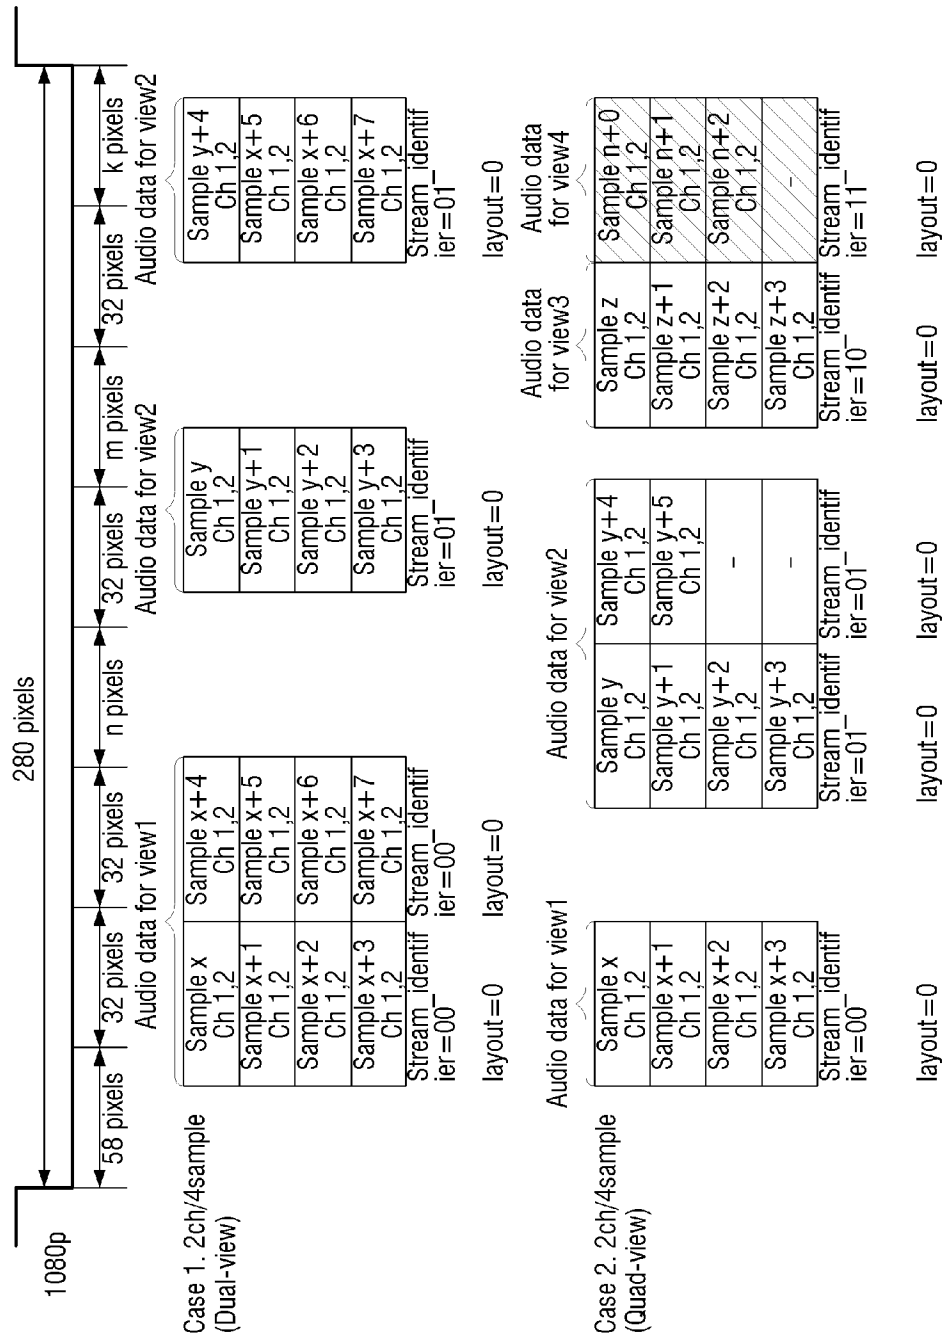 280 pixels
1080p
58 pixels
32 pixels
32 pixels
n pixels
32 pixels
m pixels
32 pixels
k pixels
Audio data for view1
Audio data for view2
Audio data for view2
Case 1. 2ch/4sample
(Dual-view)
Sample x
Ch 1,2
Sample x+1
Ch 1,2
Sample x+2
Ch 1,2
Sample x+3
Ch 1,2
Stream_identif
ier=00
layout=0
Sample x+4
Ch 1,2
Sample x+5
Ch 1,2
Sample x+6
Ch 1,2
Sample x+7
Ch 1,2
Stream_identif
ier=00
layout=0
Sample y
Ch 1,2
Sample y+1
Ch 1,2
Sample y+2
Ch 1,2
Sample y+3
Ch 1,2
Stream_identif
ier=01
layout=0
Sample y+4
Ch 1,2
Sample x+5
Ch 1,2
Sample x+6
Ch 1,2
Sample x+7
Ch 1,2
Stream_identif
ier=01
layout=0
Case 2. 2ch/4sample
(Quad-view)
Audio data for view1
Sample x
Ch 1,2
Sample x+1
Ch 1,2
Sample x+2
Ch 1,2
Sample x+3
Ch 1,2
Stream_identif
ier=00
layout=0
Audio data for view2
Sample y
Ch 1,2
Sample y+1
Ch 1,2
Sample y+2
Ch 1,2
Sample y+3
Ch 1,2
Stream_identif
ier=01
layout=0
Sample y+4
Ch 1,2
Sample y+5
Ch 1,2
-
-
Stream_identif
ier=01
layout=0
Audio data
for view3
Sample z
Ch 1,2
Sample z+1
Ch 1,2
Sample z+2
Ch 1,2
Sample z+3
Ch 1,2
Stream_identif
ier=10
layout=0
Audio data
for view4
Sample n+0
Ch 1,2
Sample n+1
Ch 1,2
Sample n+2
Ch 1,2
-
Stream_identif
ier=11
layout=0